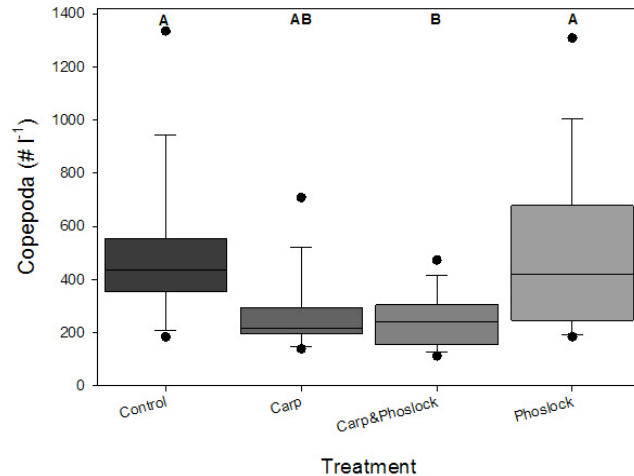 A AB B A
1400
1200
1000
800
600
400
200
0
Copepoda (# l⁻¹)
Control Carp Carp&Phoslock Phoslock
Treatment